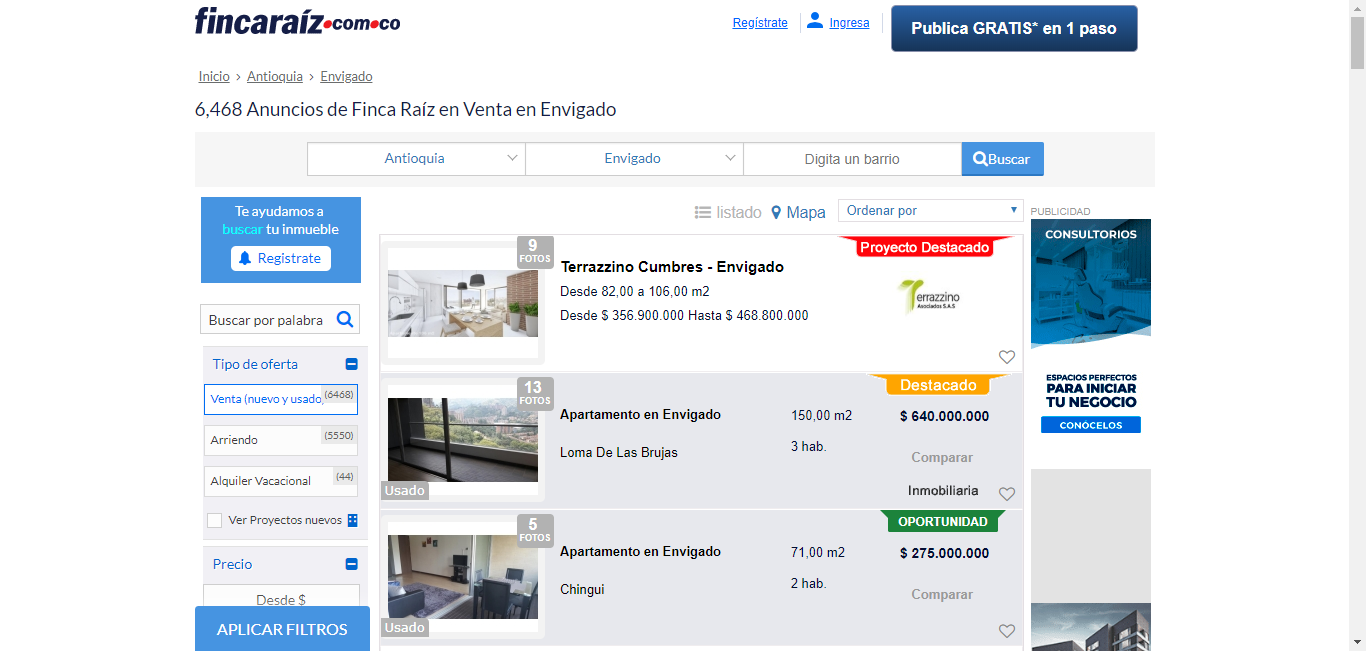 fincaraíz.com.co
Regístrate
Ingresa
Publica GRATIS* en 1 paso
Inicio > Antioquia > Envigado
6,468 Anuncios de Finca Raíz en Venta en Envigado
Antioquia
Envigado
Digita un barrio
Buscar
Te ayudamos a
buscar tu inmueble
Registrate
Buscar por palabra
Tipo de oferta
Venta (nuevo y usado)
(6468)
Arriendo
(5550)
Alquiler Vacacional
(44)
Ver Proyectos nuevos
Precio
Desde $
APLICAR FILTROS
listado
Mapa
Ordenar por
9
FOTOS
Terrazzino Cumbres - Envigado
Desde 82,00 a 106,00 m2
Desde $ 356.900.000 Hasta $ 468.800.000
Proyecto Destacado
Terrazzino
Asociados S.A.S
13
FOTOS
Usado
Apartamento en Envigado
Loma De Las Brujas
150,00 m2
3 hab.
Destacado
$ 640.000.000
Comparar
Inmobiliaria
5
FOTOS
Usado
Apartamento en Envigado
Chingui
71,00 m2
2 hab.
OPORTUNIDAD
$ 275.000.000
Comparar
PUBLICIDAD
CONSULTORIOS
ESPACIOS PERFECTOS
PARA INICIAR
TU NEGOCIO
CONÓCELOS